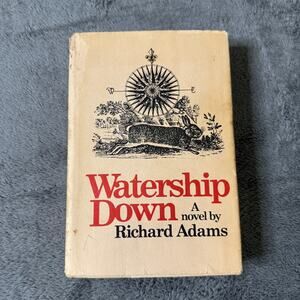 Watership
Down
A
novel by
Richard Adams